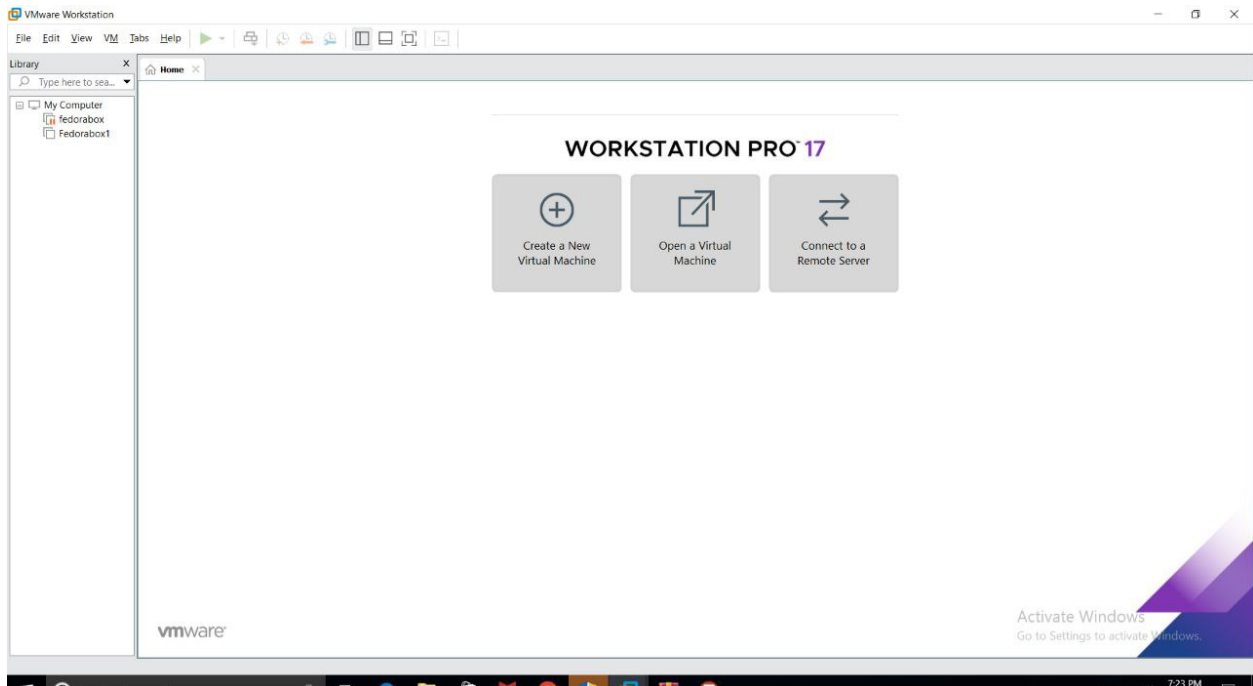 VMware Workstation
File Edit View VM Tabs Help
Library X
Home
Type here to sea...
My Computer
fedorabox
Fedorabox1
WORKSTATION PRO™ 17
Create a New
Virtual Machine
Open a Virtual
Machine
Connect to a
Remote Server
vmware
Activate Windows
Go to Settings to activate Windows.
7:23 PM